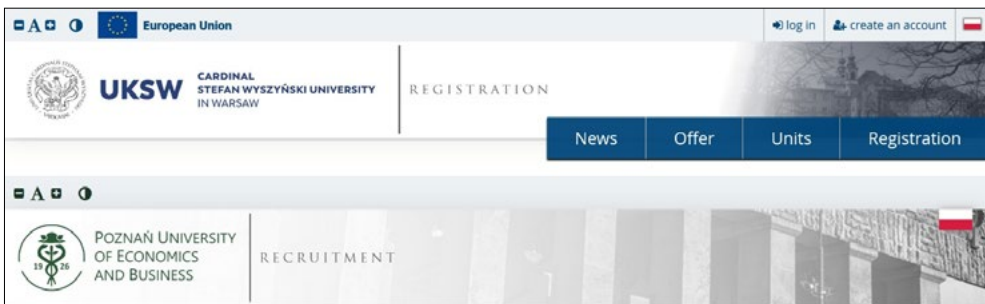 A European Union log in create an account
UKSW CARDINAL
STEFAN WYSZYŃSKI UNIVERSITY
IN WARSAW
REGISTRATION
News Offer Units Registration
A
19 26
POZNAŃ UNIVERSITY
OF ECONOMICS
AND BUSINESS
RECRUITMENT